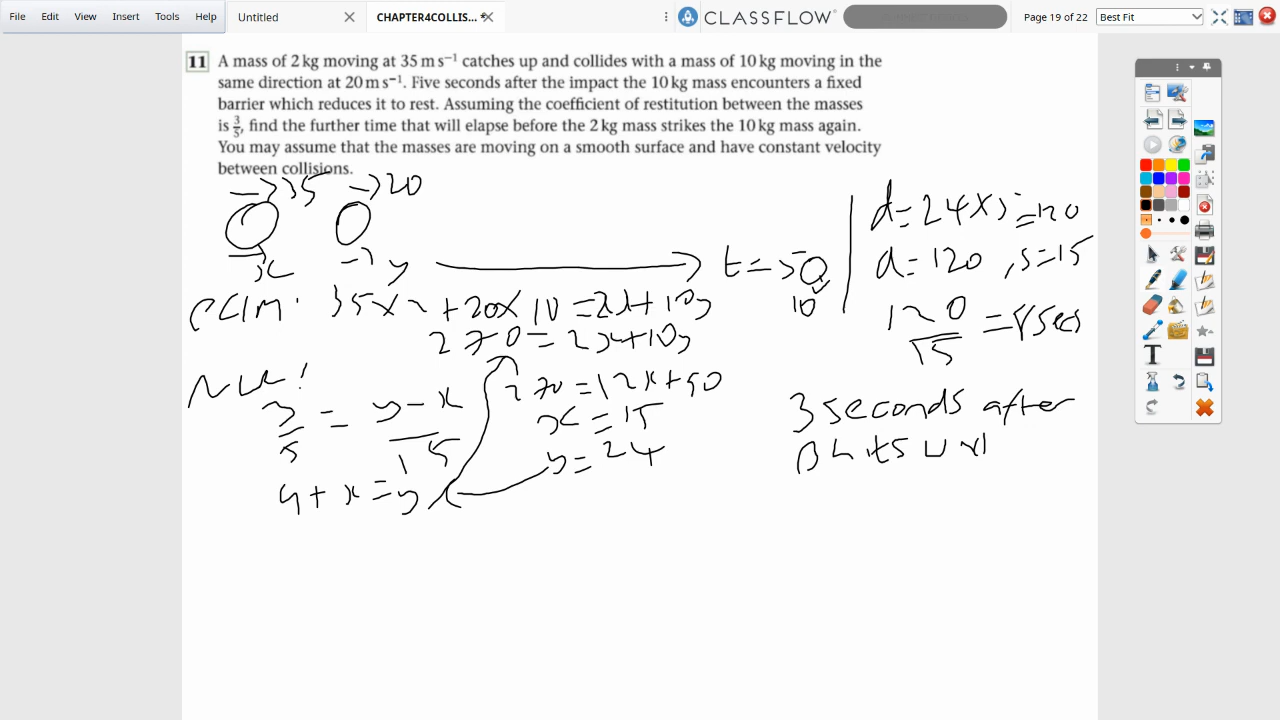 File Edit View Insert Tools Help Untitled CHAPTER4COLLIS... * CLASSFLOW Page 19 of 22 Best Fit
11 A mass of 2 kg moving at 35 m s⁻¹ catches up and collides with a mass of 10 kg moving in the
same direction at 20 m s⁻¹. Five seconds after the impact the 10 kg mass encounters a fixed
barrier which reduces it to rest. Assuming the coefficient of restitution between the masses
is 3/5, find the further time that will elapse before the 2 kg mass strikes the 10 kg mass again.
You may assume that the masses are moving on a smooth surface and have constant velocity
between collisions.
→35 →20
x y t=5
10
35×2 +20×10 =2x+10y
270 = 2x+10y
3/5 = y-x/15
9+x=y
270=12x+90
x=15
y=24
d=24×5=120
d=120, s=15
120/15 =8secs
3 seconds after
B hits
T